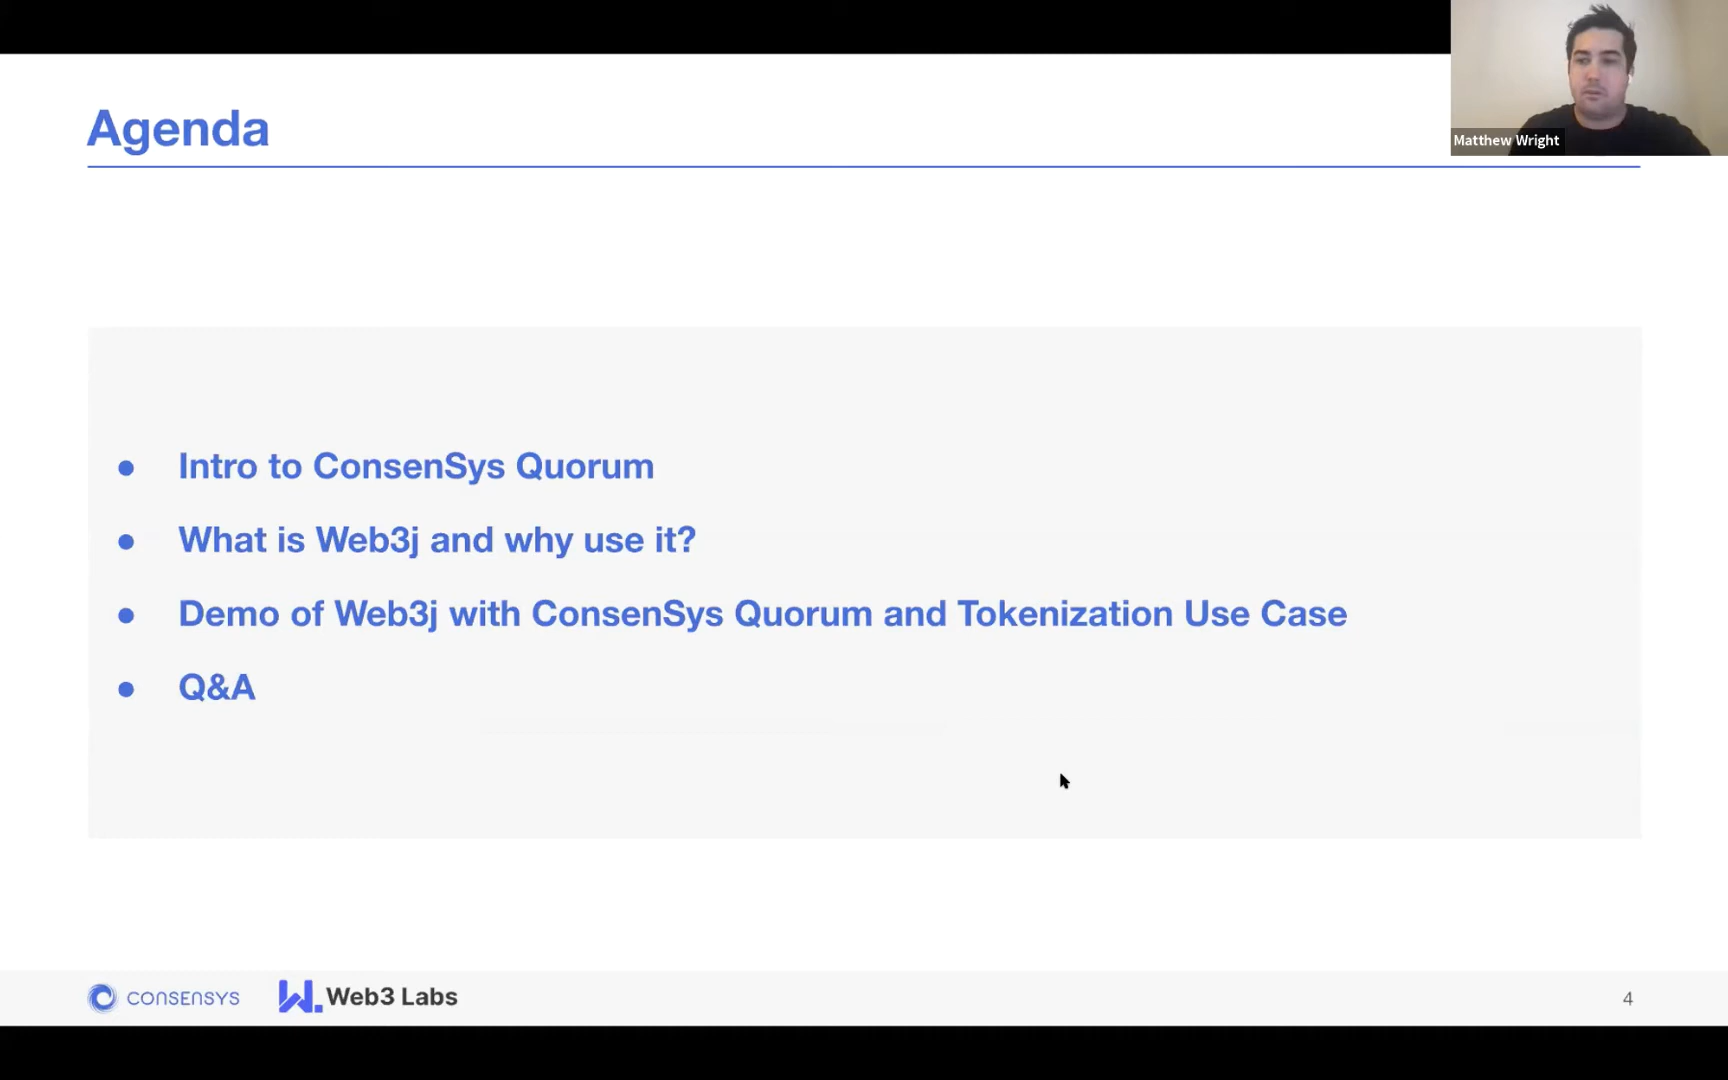 Agenda
Matthew Wright
● Intro to ConsenSys Quorum
● What is Web3j and why use it?
● Demo of Web3j with ConsenSys Quorum and Tokenization Use Case
● Q&A
CONSENSYS
W. Web3 Labs
4